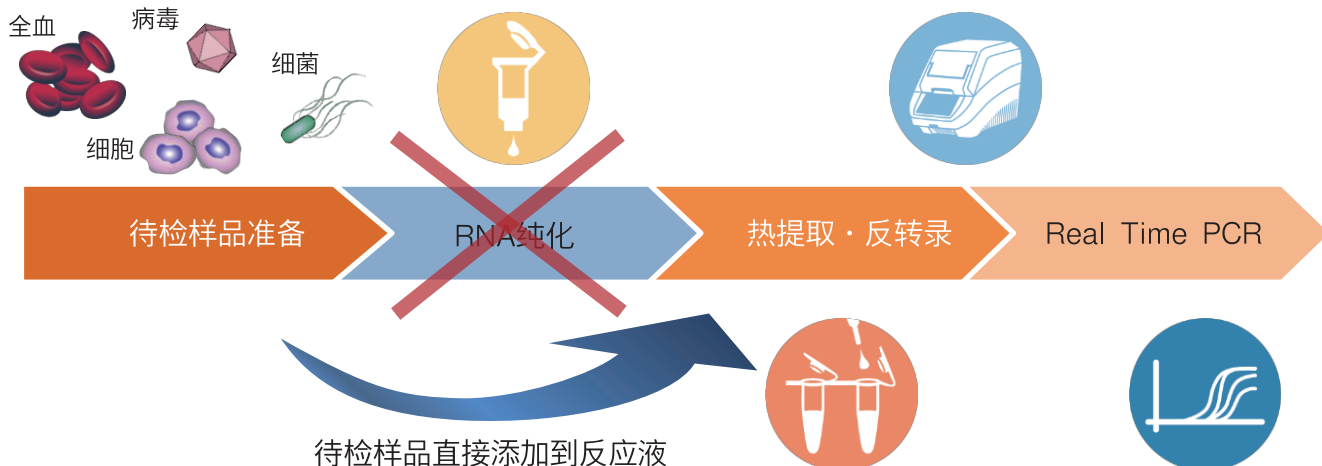 全血
病毒
细菌
细胞
待检样品准备
RNA纯化
热提取·反转录
Real Time PCR
待检样品直接添加到反应液